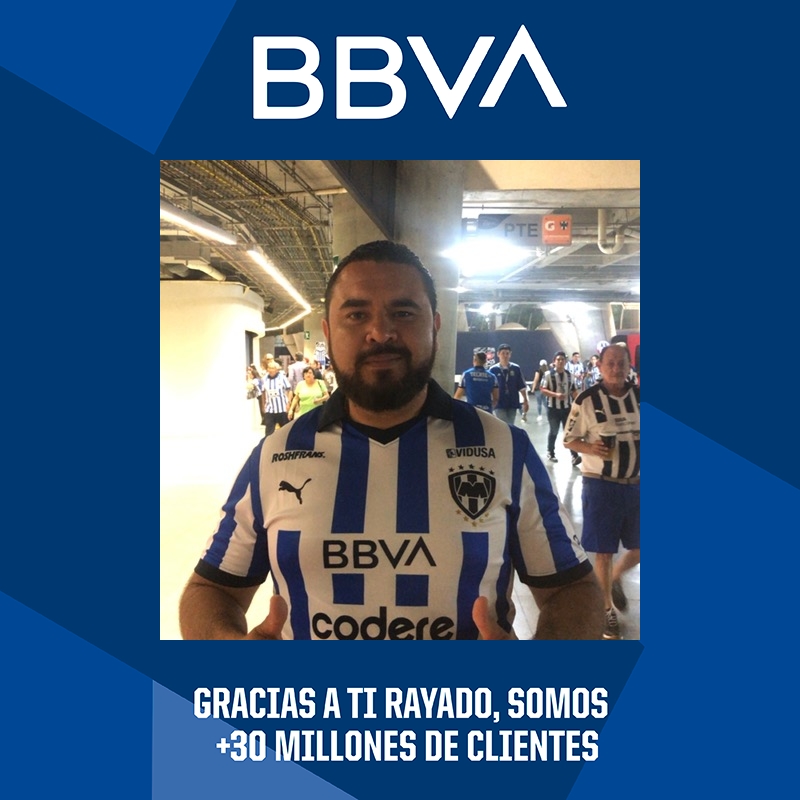 BBVA
PTE G
ROSHFRANS.
VIDUSA
BBVA
codere
GRACIAS A TI RAYADO, SOMOS
+30 MILLONES DE CLIENTES